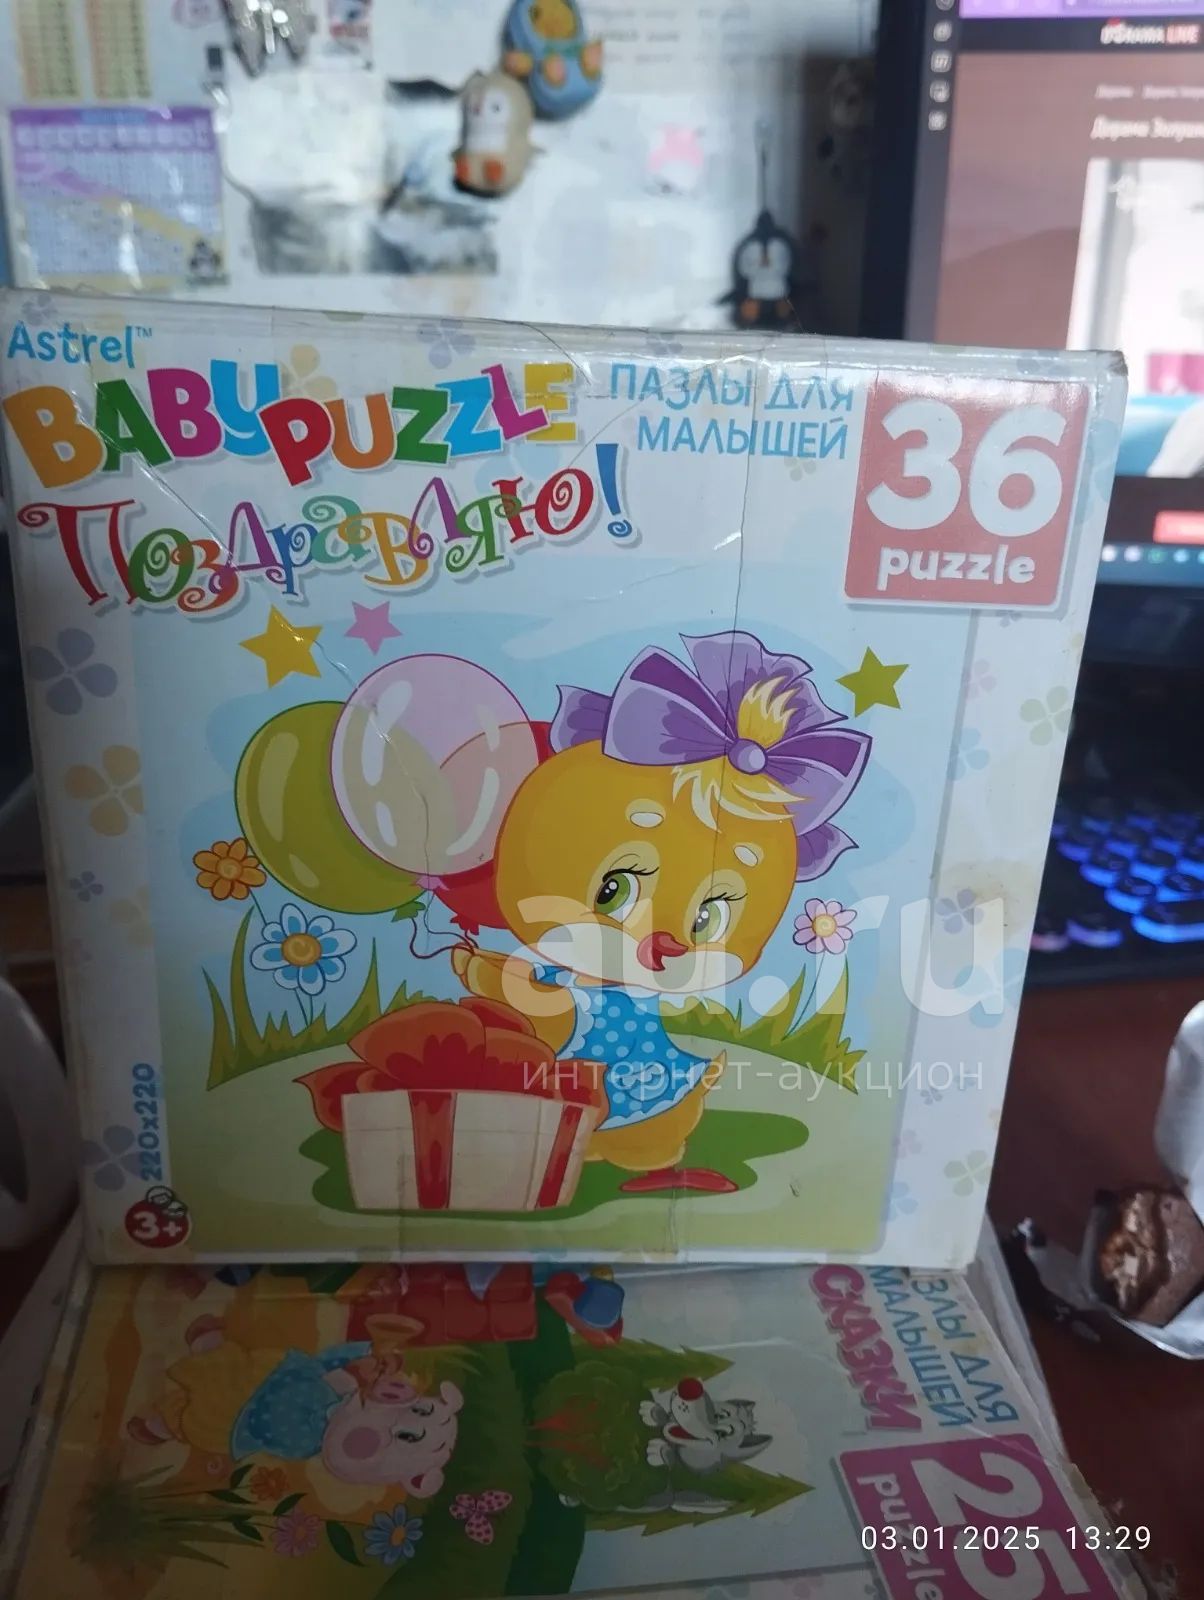 Astrel™
BABY PUZZLE
Поздравляю!
ПАЗЛЫ ДЛЯ
МАЛЫШЕЙ
36
puzzle
au.ru
интернет-аукцион
220x220
3+
ДЛЯ
МАЛЫШЕЙ
СКАЗКИ
25
puzzle
03.01.2025 13:29